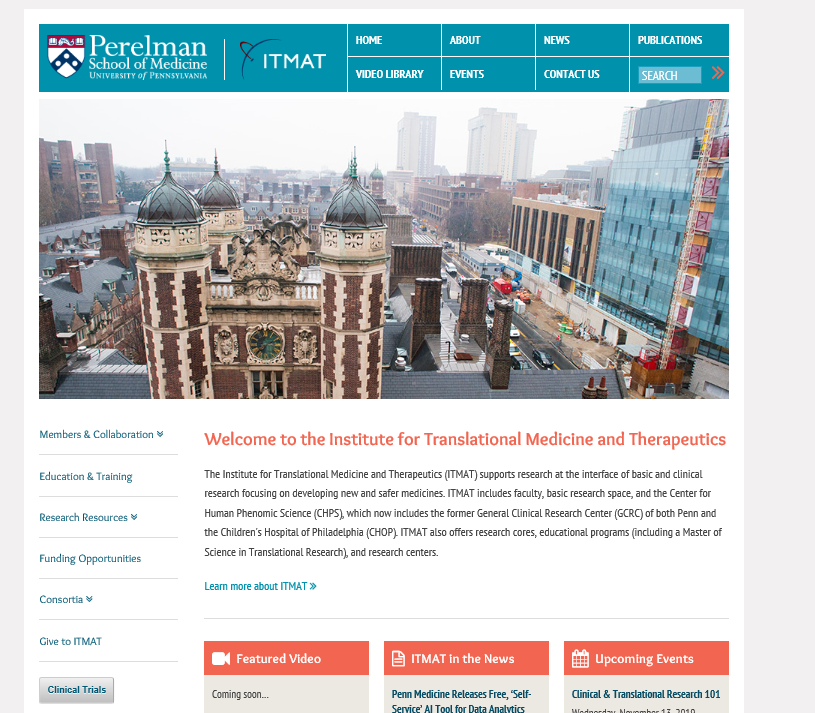 Perelman
School of Medicine
UNIVERSITY of PENNSYLVANIA
ITMAT
HOME
ABOUT
NEWS
PUBLICATIONS
VIDEO LIBRARY
EVENTS
CONTACT US
SEARCH
Members & Collaboration
Education & Training
Research Resources
Funding Opportunities
Consortia
Give to ITMAT
Clinical Trials
Welcome to the Institute for Translational Medicine and Therapeutics
The Institute for Translational Medicine and Therapeutics (ITMAT) supports research at the interface of basic and clinical
research focusing on developing new and safer medicines. ITMAT includes faculty, basic research space, and the Center for
Human Phenomic Science (CHPS), which now includes the former General Clinical Research Center (GCRC) of both Penn and
the Children's Hospital of Philadelphia (CHOP). ITMAT also offers research cores, educational programs (including a Master of
Science in Translational Research), and research centers.
Learn more about ITMAT
Featured Video
Coming soon...
ITMAT in the News
Penn Medicine Releases Free, ‘Self-
Service’ AI Tool for Data Analytics
Upcoming Events
Clinical & Translational Research 101
Wednesday, November 13, 2019